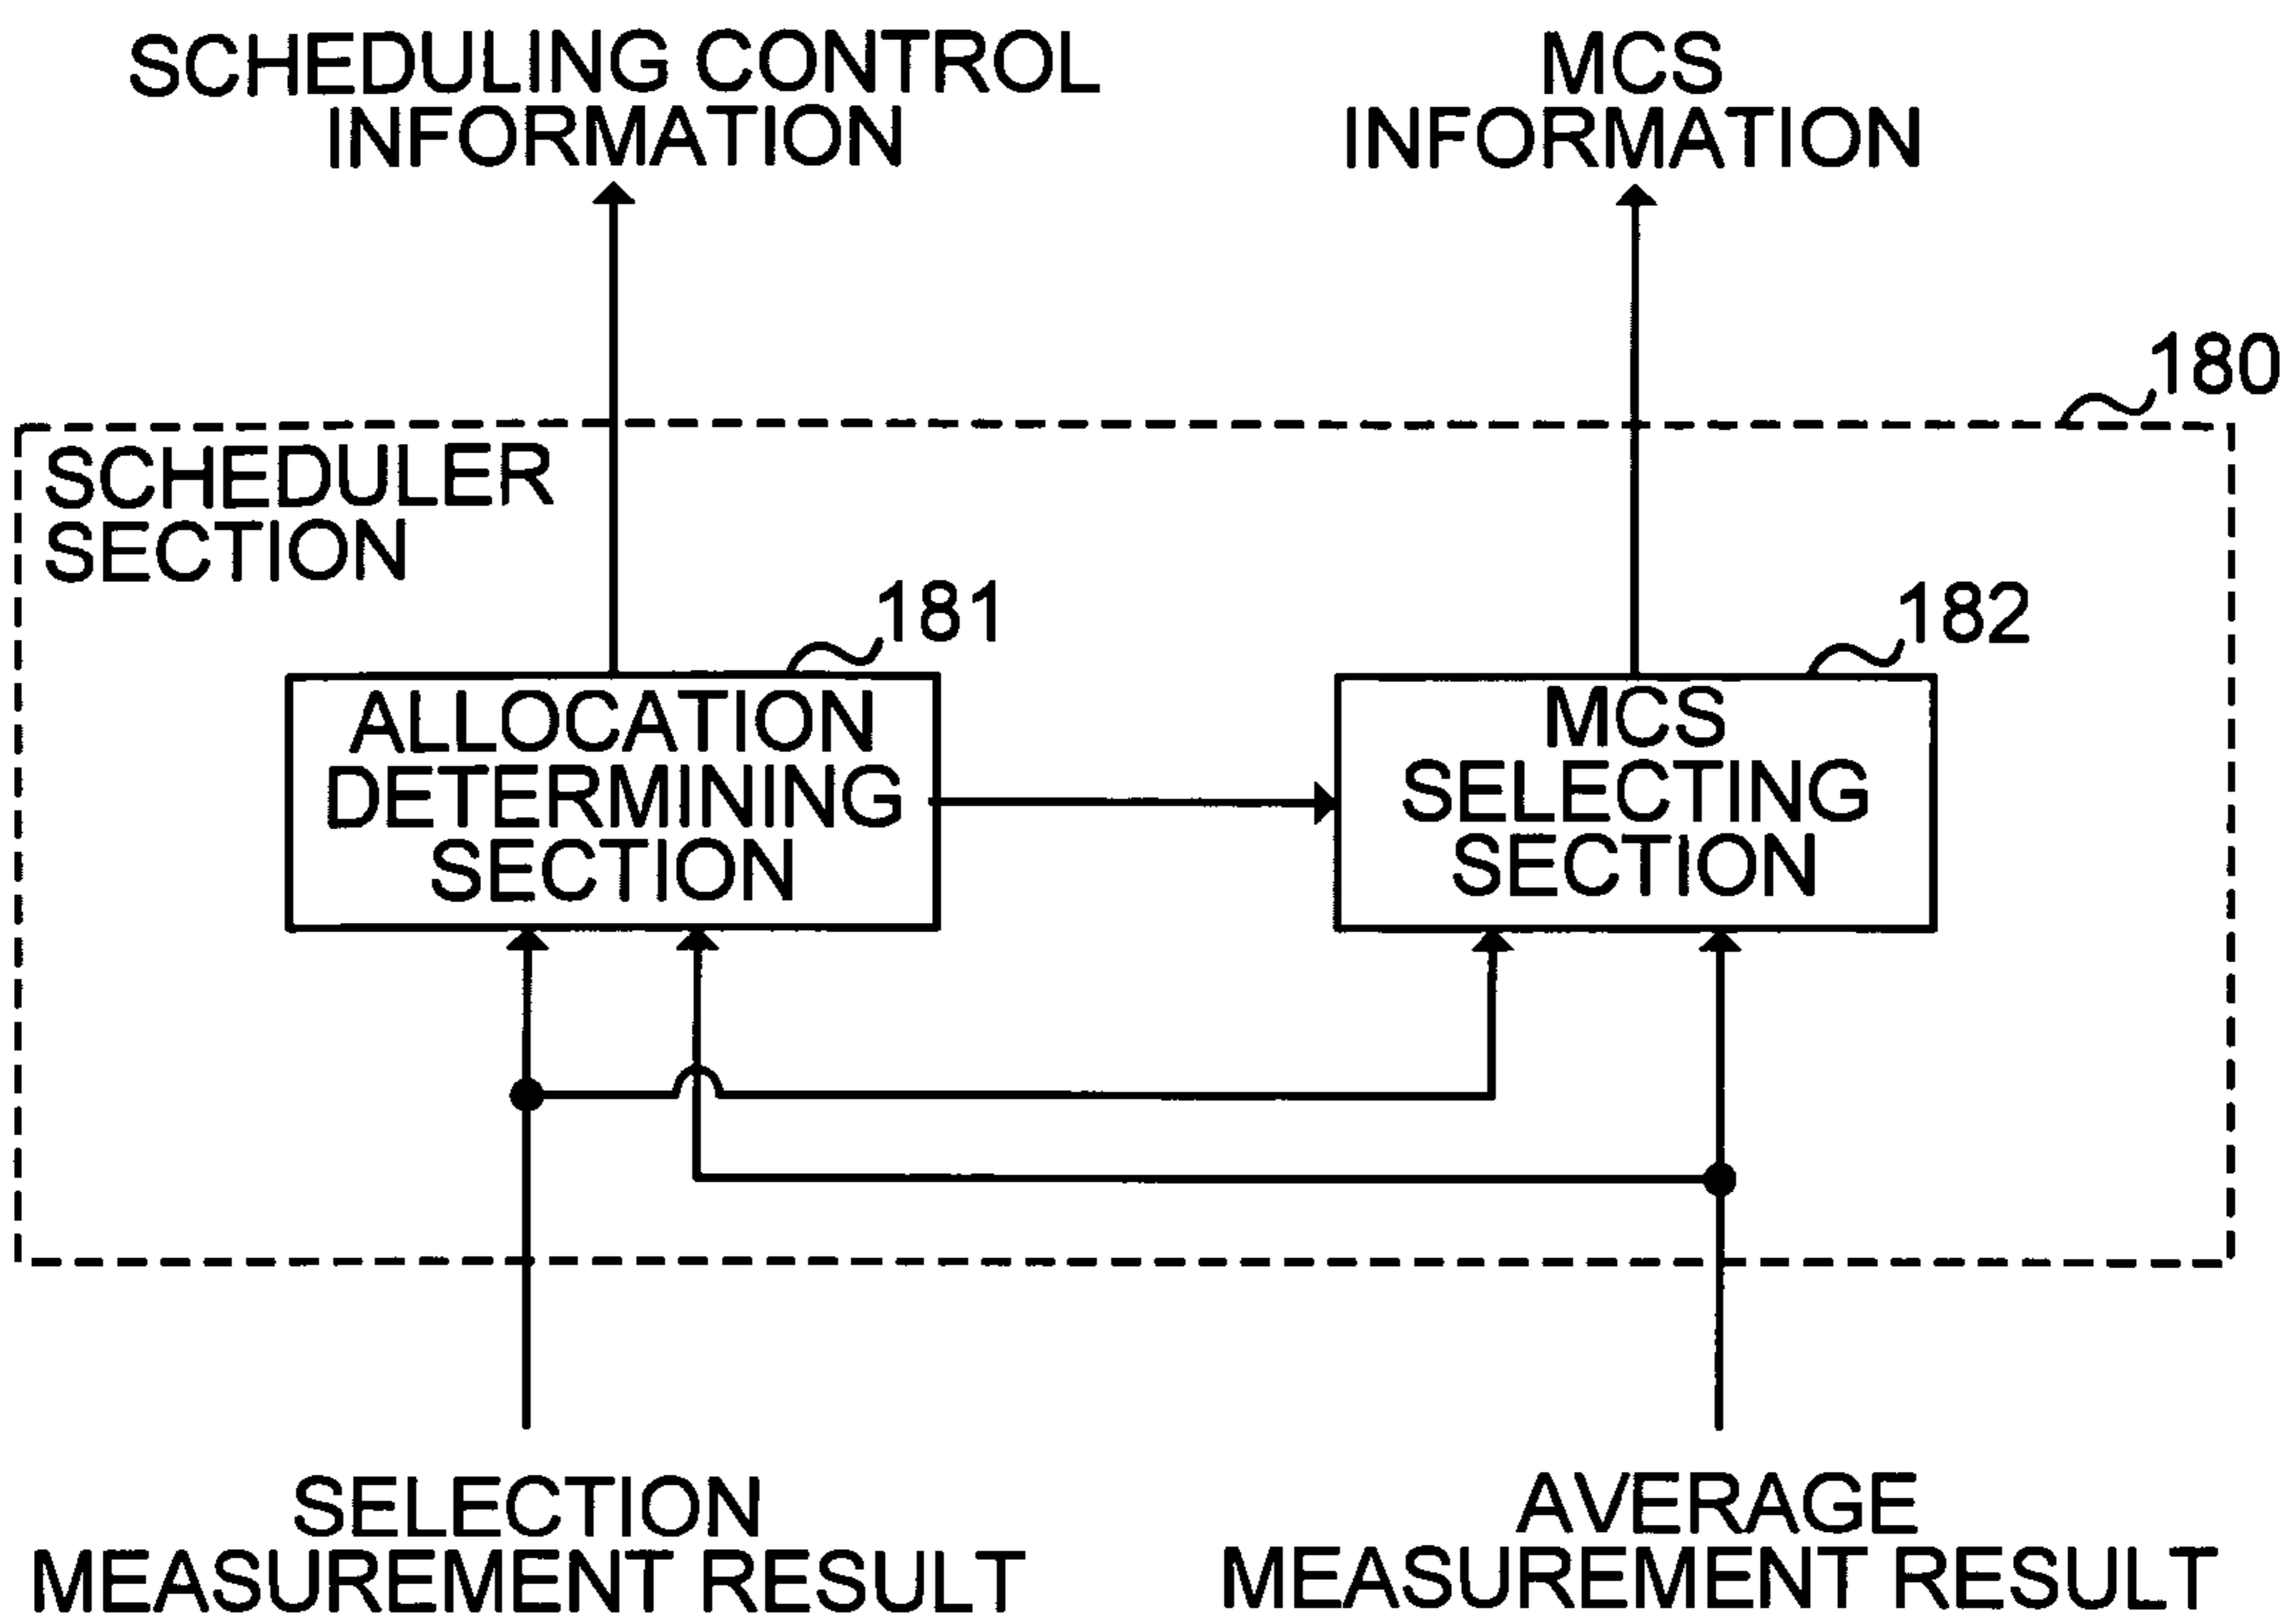 SCHEDULING CONTROL
INFORMATION
MCS
INFORMATION
180
SCHEDULER
SECTION
181
182
ALLOCATION
DETERMINING
SECTION
MCS
SELECTING
SECTION
SELECTION
MEASUREMENT RESULT
AVERAGE
MEASUREMENT RESULT